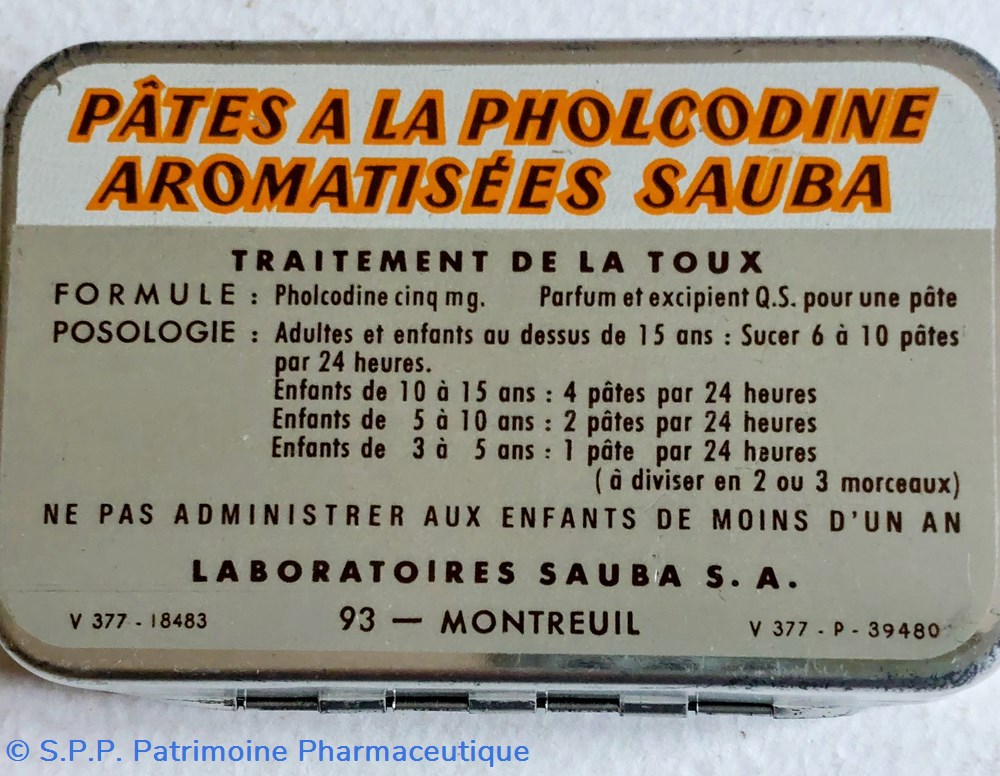 PÂTES A LA PHOLCODINE
AROMATISÉES SAUBA
TRAITEMENT DE LA TOUX
FORMULE : Pholcodine cinq mg. Parfum et excipient Q.S. pour une pâte
POSOLOGIE : Adultes et enfants au dessus de 15 ans : Sucer 6 à 10 pâtes
par 24 heures.
Enfants de 10 à 15 ans : 4 pâtes par 24 heures
Enfants de 5 à 10 ans : 2 pâtes par 24 heures
Enfants de 3 à 5 ans : 1 pâte par 24 heures
( à diviser en 2 ou 3 morceaux)
NE PAS ADMINISTRER AUX ENFANTS DE MOINS D'UN AN
LABORATOIRES SAUBA S. A.
V 377 - 18483 93 — MONTREUIL V 377 - P - 39480
© S.P.P. Patrimoine Pharmaceutique